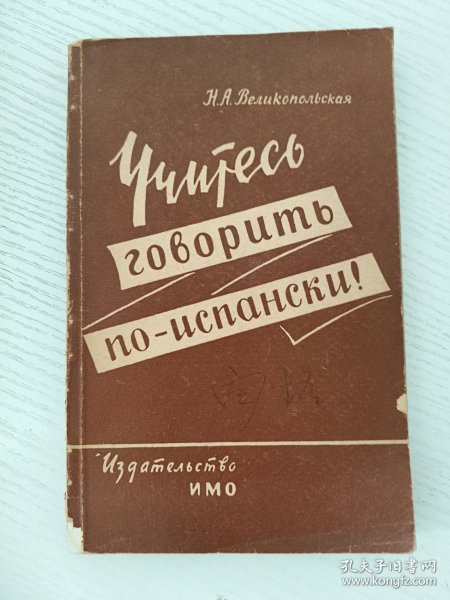 Н.А.Великопольская
Учитесь
говорить
по-испански!
Издательство
ИМО
孔夫子旧书网
www.kongfz.com